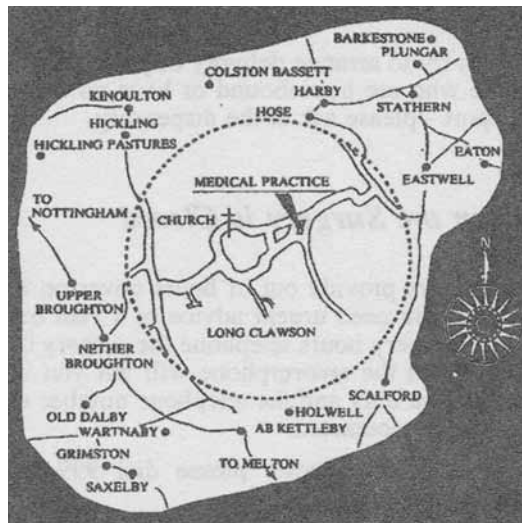 BARKESTONE
PLUNGAR
COLSTON BASSETT
HARBY
STATHERN
KINOULTON
HICKLING
HOSE
HICKLING PASTURES
EATON
EASTWELL
MEDICAL PRACTICE
TO
NOTTINGHAM
CHURCH
N
UPPER
BROUGHTON
LONG CLAWSON
NETHER
BROUGHTON
SCALFORD
OLD DALBY
HOLWELL
WARTNABY
AB KETTLEBY
GRIMSTON
TO MELTON
SAXELBY